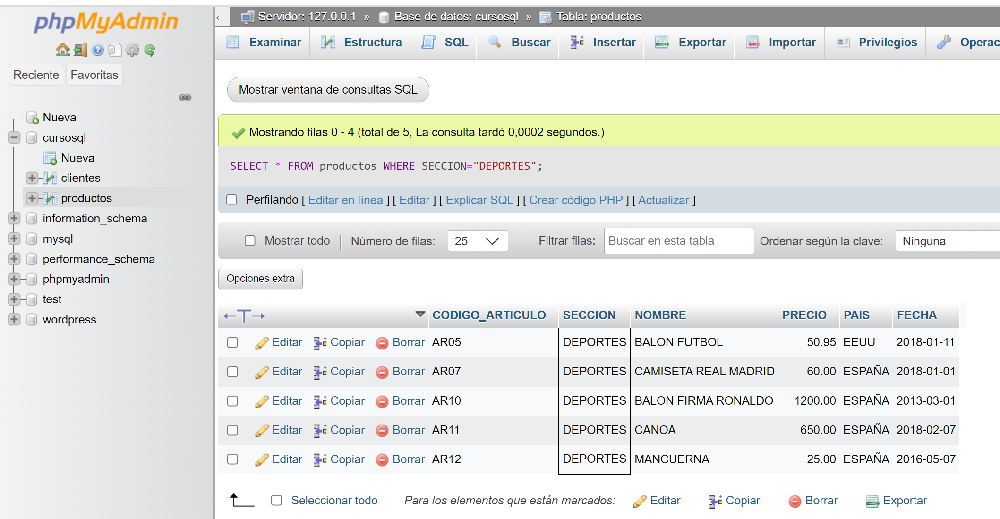 phpMyAdmin
Reciente Favoritas
Nueva
cursosql
Nueva
clientes
productos
information_schema
mysql
performance_schema
phpmyadmin
test
wordpress
← Servidor: 127.0.0.1 » Base de datos: cursosql » Tabla: productos
Examinar Estructura SQL Buscar Insertar Exportar Importar Privilegios Operac
Mostrar ventana de consultas SQL
Mostrando filas 0 - 4 (total de 5, La consulta tardó 0,0002 segundos.)
SELECT * FROM productos WHERE SECCION="DEPORTES";
Perfilando [ Editar en línea ] [ Editar ] [ Explicar SQL ] [ Crear código PHP ] [ Actualizar ]
Mostrar todo | Número de filas: 25 Filtrar filas: Buscar en esta tabla Ordenar según la clave: Ninguna
Opciones extra
←T→ CODIGO_ARTICULO SECCION NOMBRE PRECIO PAIS FECHA
Editar Copiar Borrar AR05 DEPORTES BALON FUTBOL 50.95 EEUU 2018-01-11
Editar Copiar Borrar AR07 DEPORTES CAMISETA REAL MADRID 60.00 ESPAÑA 2018-01-01
Editar Copiar Borrar AR10 DEPORTES BALON FIRMA RONALDO 1200.00 ESPAÑA 2013-03-01
Editar Copiar Borrar AR11 DEPORTES CANOA 650.00 ESPAÑA 2018-02-07
Editar Copiar Borrar AR12 DEPORTES MANCUERNA 25.00 ESPAÑA 2016-05-07
Seleccionar todo Para los elementos que están marcados: Editar Copiar Borrar Exportar